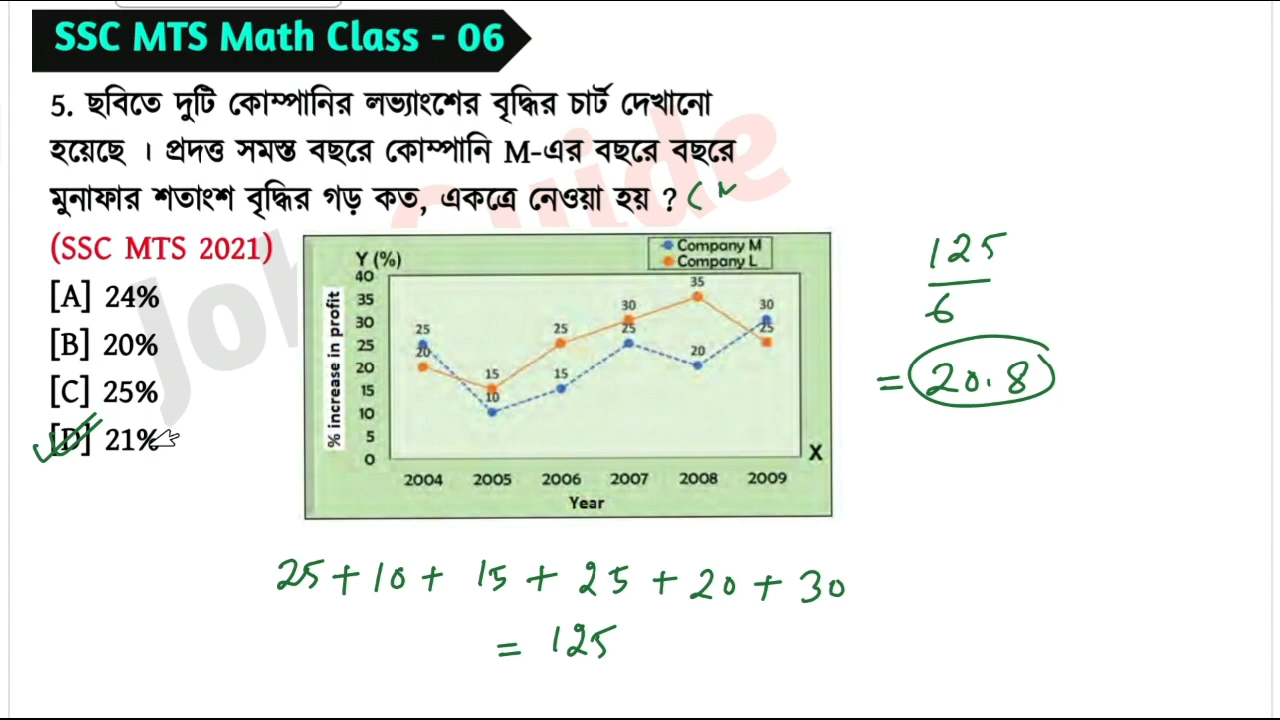 SSC MTS Math Class - 06
5. ছবিতে দুটি কোম্পানির লভ্যাংশের বৃদ্ধির চার্ট দেখানো
হয়েছে । প্রদত্ত সমস্ত বছরে কোম্পানি M-এর বছরে বছরে
মুনাফার শতাংশ বৃদ্ধির গড় কত, একত্রে নেওয়া হয় ?
(SSC MTS 2021)
[A] 24%
[B] 20%
[C] 25%
[D] 21%
Company M
Company L
Y (%)
% increase in profit
40
35
30
25
20
15
10
5
0
25
20
15
10
25
15
30
25
35
20
30
25
X
2004 2005 2006 2007 2008 2009
Year
125
6
= 20.8
25 + 10 + 15 + 25 + 20 + 30
= 125